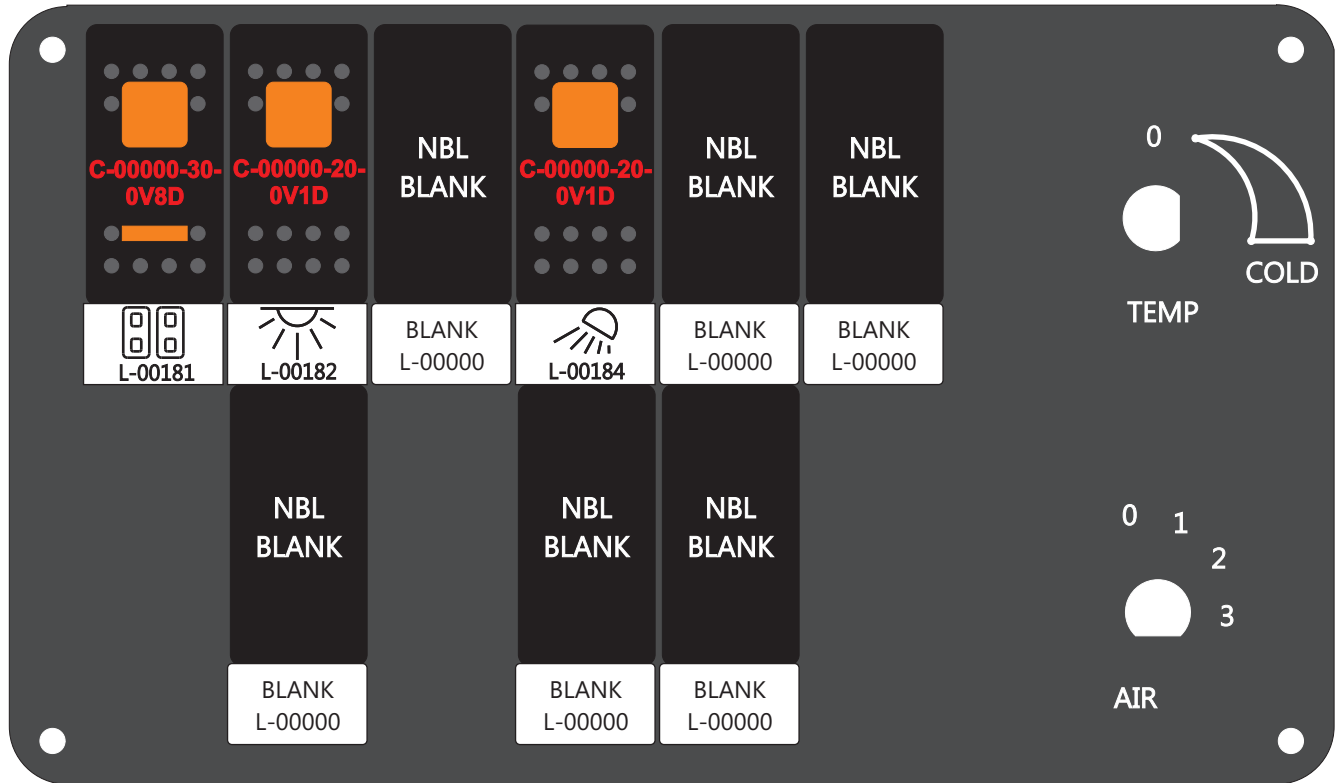 C-00000-30-
0V8D
C-00000-20-
0V1D
NBL
BLANK
C-00000-20-
0V1D
NBL
BLANK
NBL
BLANK
L-00181
L-00182
BLANK
L-00000
L-00184
BLANK
L-00000
BLANK
L-00000
0
COLD
TEMP
NBL
BLANK
NBL
BLANK
NBL
BLANK
BLANK
L-00000
BLANK
L-00000
BLANK
L-00000
0
1
2
3
AIR